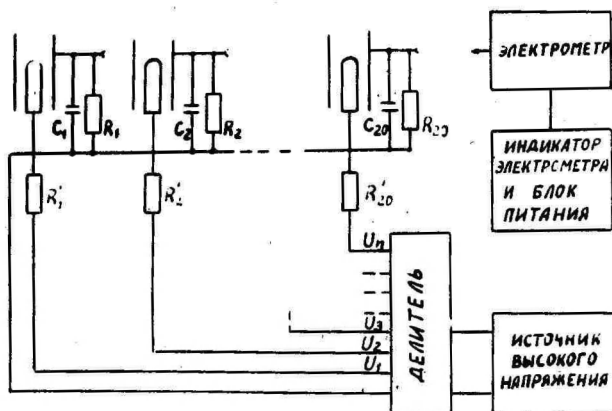 ЭЛЕКТРОМЕТР
C1 R1 C2 R2 C20 R20
ИНДИКАТОР
ЭЛЕКТРОМЕТРА
И БЛОК
ПИТАНИЯ
R'1 R'2 R'20
Un
U3
U2
U1
ДЕЛИТЕЛЬ
ИСТОЧНИК
ВЫСОКОГО
НАПРЯЖЕНИЯ